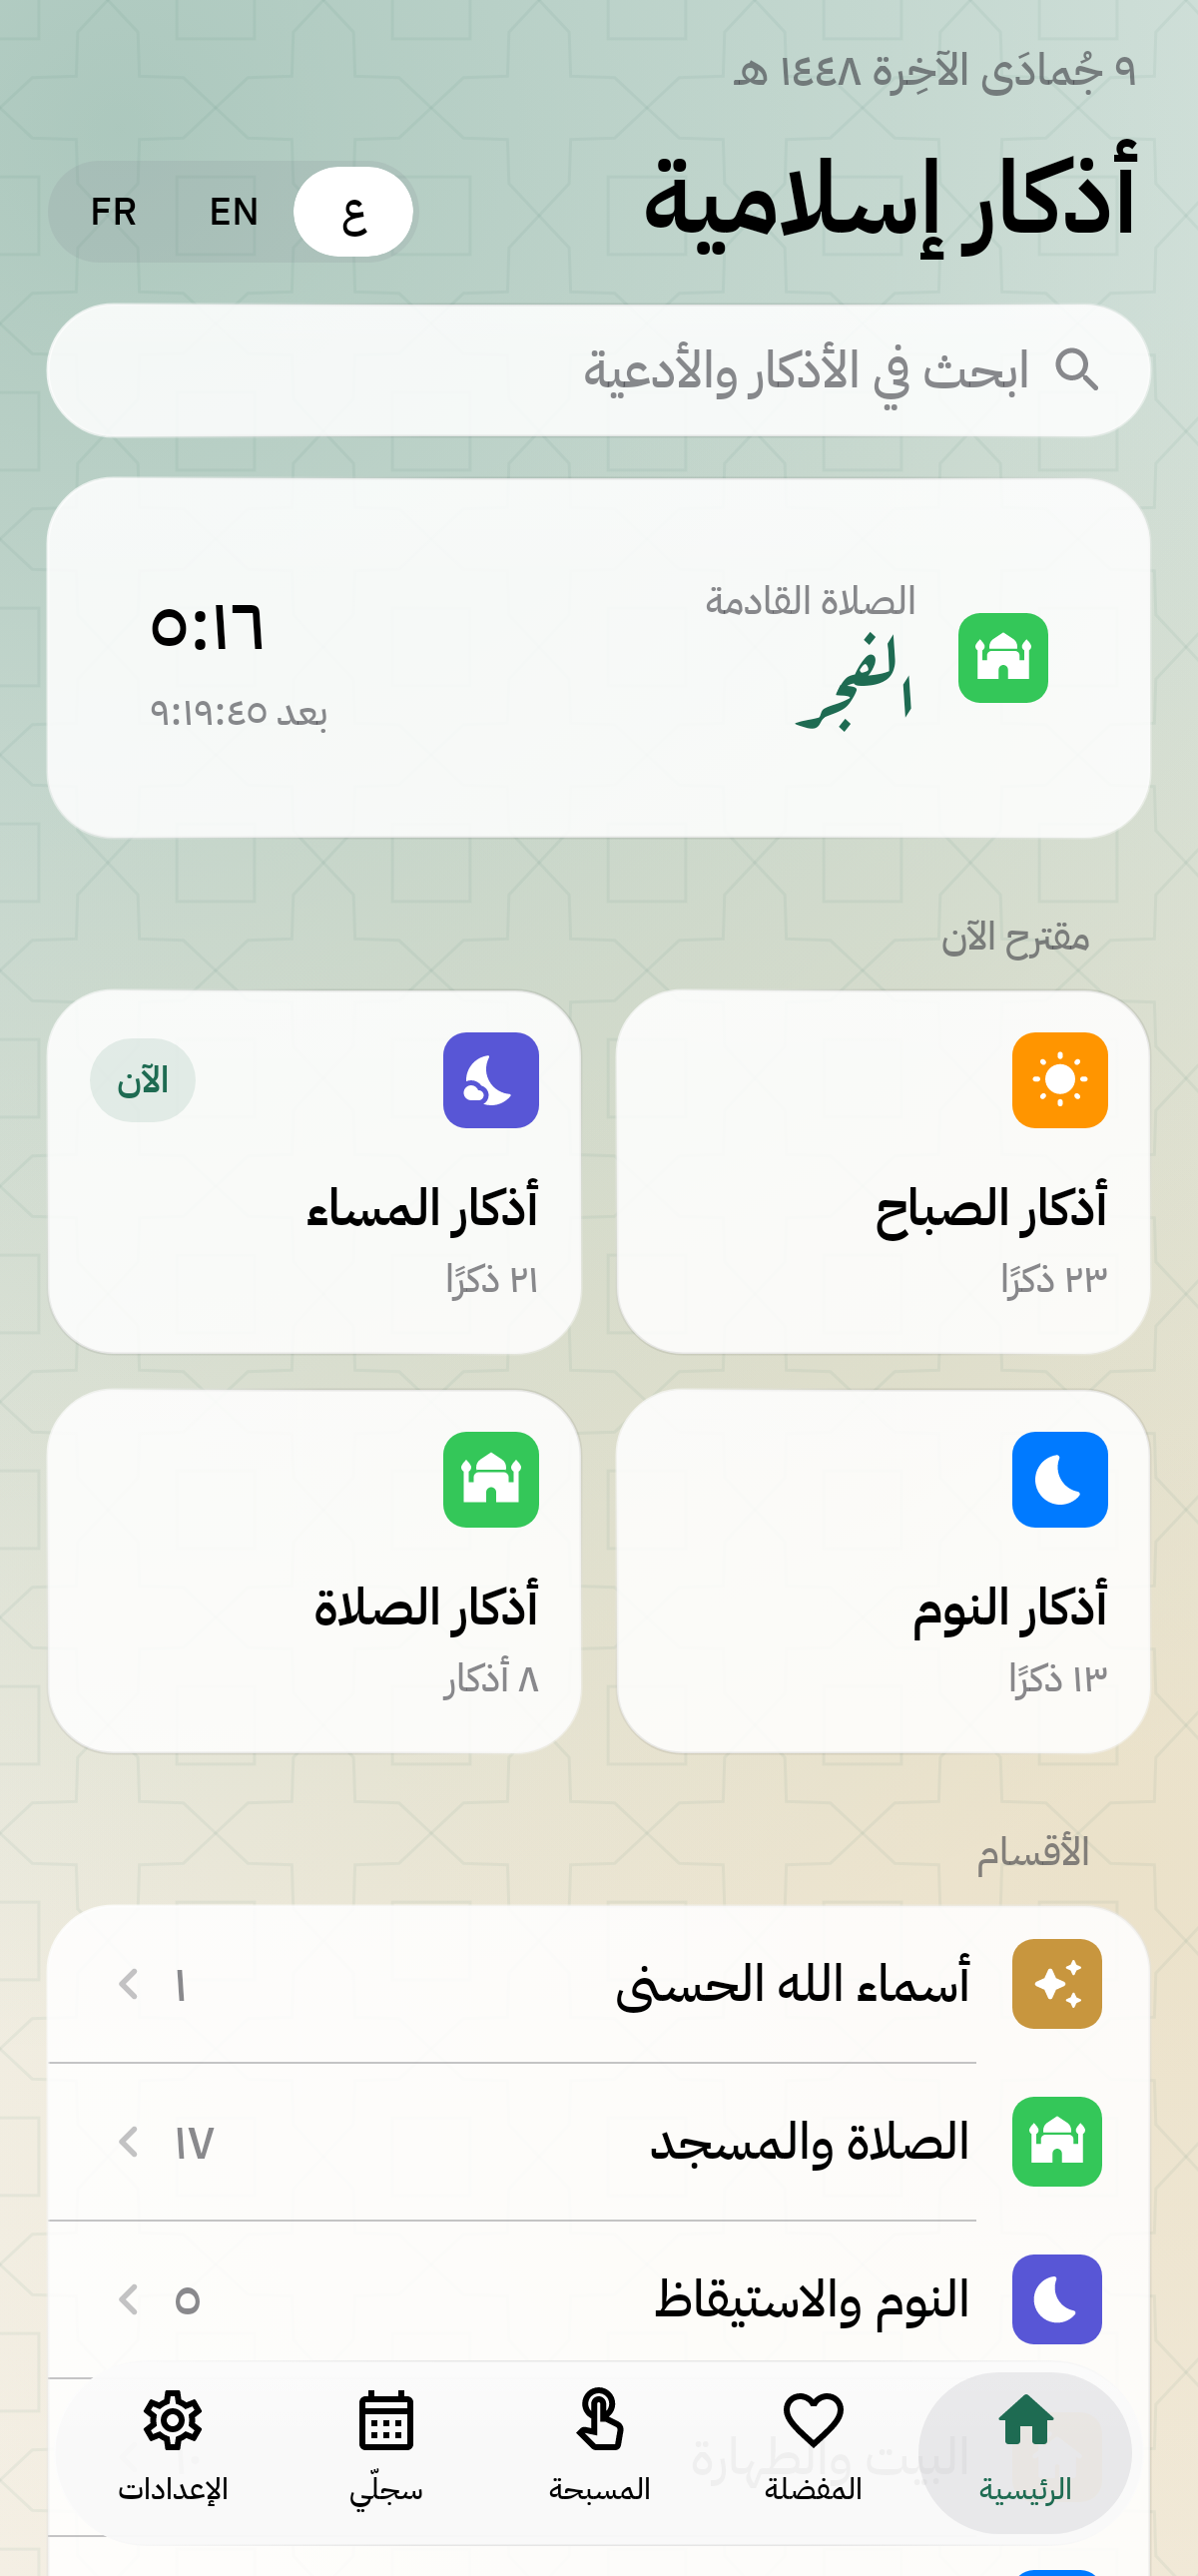 ٩ جُمادَى الآخِرة ١٤٤٨ هـ
أذكار إسلامية
ع EN FR
ابحث في الأذكار والأدعية
الصلاة القادمة
الفجر
٥:١٦
بعد ٩:١٩:٤٥
مقترح الآن
أذكار الصباح
٢٣ ذكرًا
الآن
أذكار المساء
٢١ ذكرًا
أذكار النوم
١٣ ذكرًا
أذكار الصلاة
٨ أذكار
الأقسام
أسماء الله الحسنى ١
الصلاة والمسجد ١٧
النوم والاستيقاظ ٥
البيت والطهارة
الرئيسية المفضلة المسبحة سجلّي الإعدادات